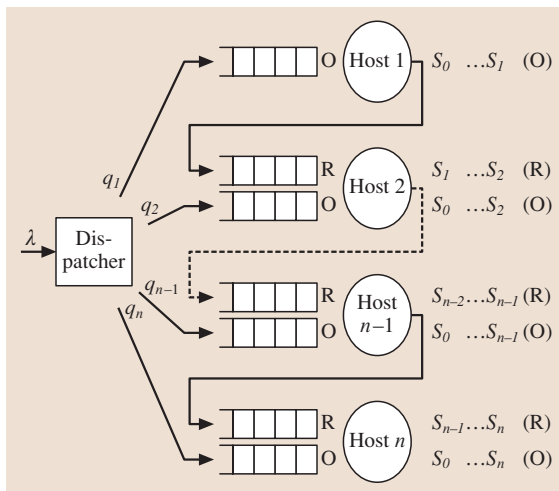 O Host 1 S₀ …S₁ (O)
q₁
R S₁ …S₂ (R)
Host 2
q₂ O S₀ …S₂ (O)
λ Dis-
patcher
qₙ₋₁
R Host Sₙ₋₂…Sₙ₋₁ (R)
qₙ
O n–1 S₀ …Sₙ₋₁ (O)
R Sₙ₋₁…Sₙ (R)
Host n
O S₀ …Sₙ (O)